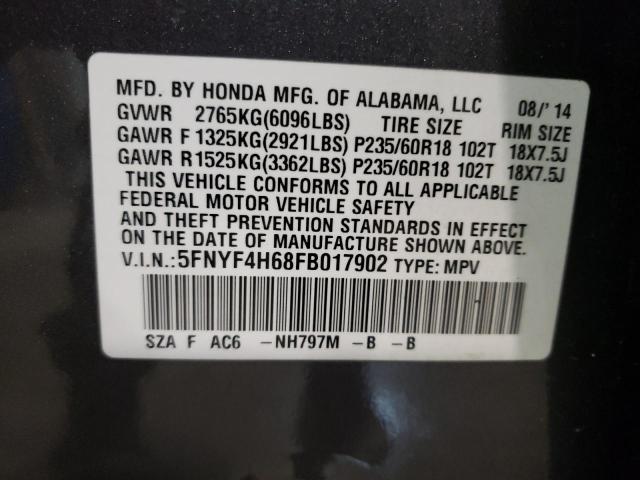 MFD. BY HONDA MFG. OF ALABAMA, LLC 08/'14
GVWR 2765KG(6096LBS) TIRE SIZE RIM SIZE
GAWR F 1325KG(2921LBS) P235/60R18 102T 18X7.5J
GAWR R 1525KG(3362LBS) P235/60R18 102T 18X7.5J
THIS VEHICLE CONFORMS TO ALL APPLICABLE
FEDERAL MOTOR VEHICLE SAFETY
AND THEFT PREVENTION STANDARDS IN EFFECT
ON THE DATE OF MANUFACTURE SHOWN ABOVE.
V.I.N.:5FNYF4H68FB017902 TYPE: MPV
SZA F AC6 -NH797M -B -B